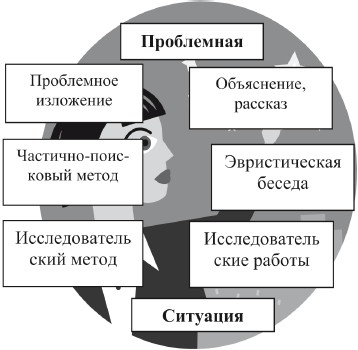 Проблемная
Проблемное
изложение
Объяснение,
рассказ
Частично-поис-
ковый метод
Эвристическая
беседа
Исследователь
ский метод
Исследователь
ские работы
Ситуация